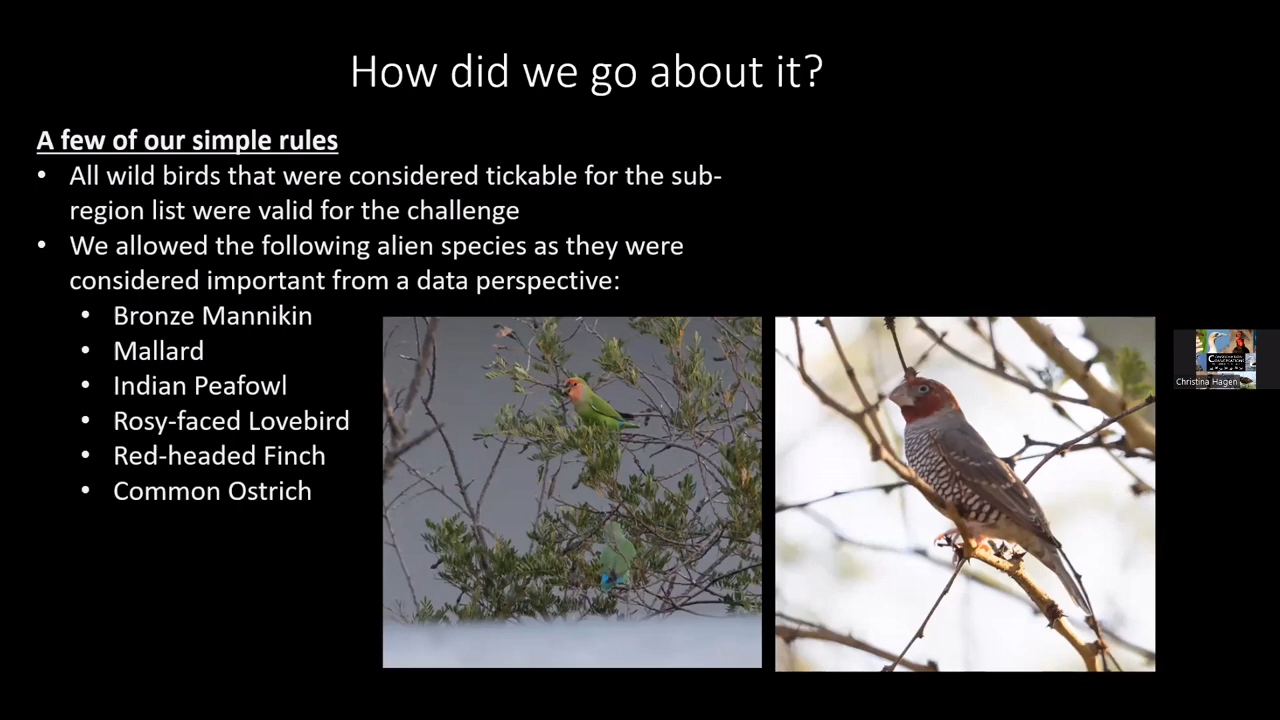 How did we go about it?
A few of our simple rules
• All wild birds that were considered tickable for the sub-
region list were valid for the challenge
• We allowed the following alien species as they were
considered important from a data perspective:
• Bronze Mannikin
• Mallard
• Indian Peafowl
• Rosy-faced Lovebird
• Red-headed Finch
• Common Ostrich
Christina Hagen